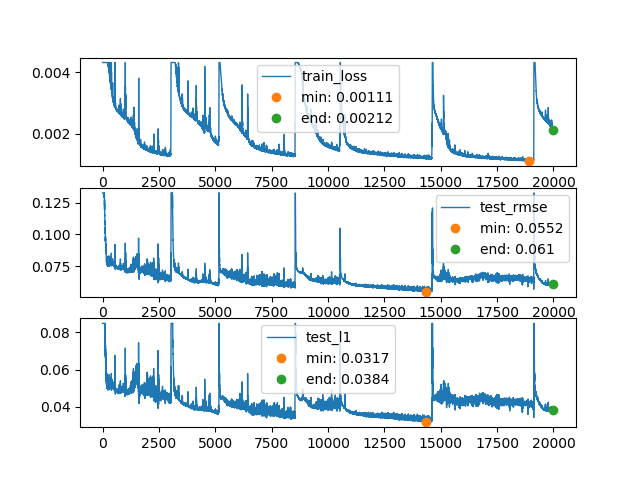 0.004
0.002
train_loss
min: 0.00111
end: 0.00212
0 2500 5000 7500 10000 12500 15000 17500 20000
0.125
0.100
0.075
test_rmse
min: 0.0552
end: 0.061
0 2500 5000 7500 10000 12500 15000 17500 20000
0.08
0.06
0.04
test_l1
min: 0.0317
end: 0.0384
0 2500 5000 7500 10000 12500 15000 17500 20000